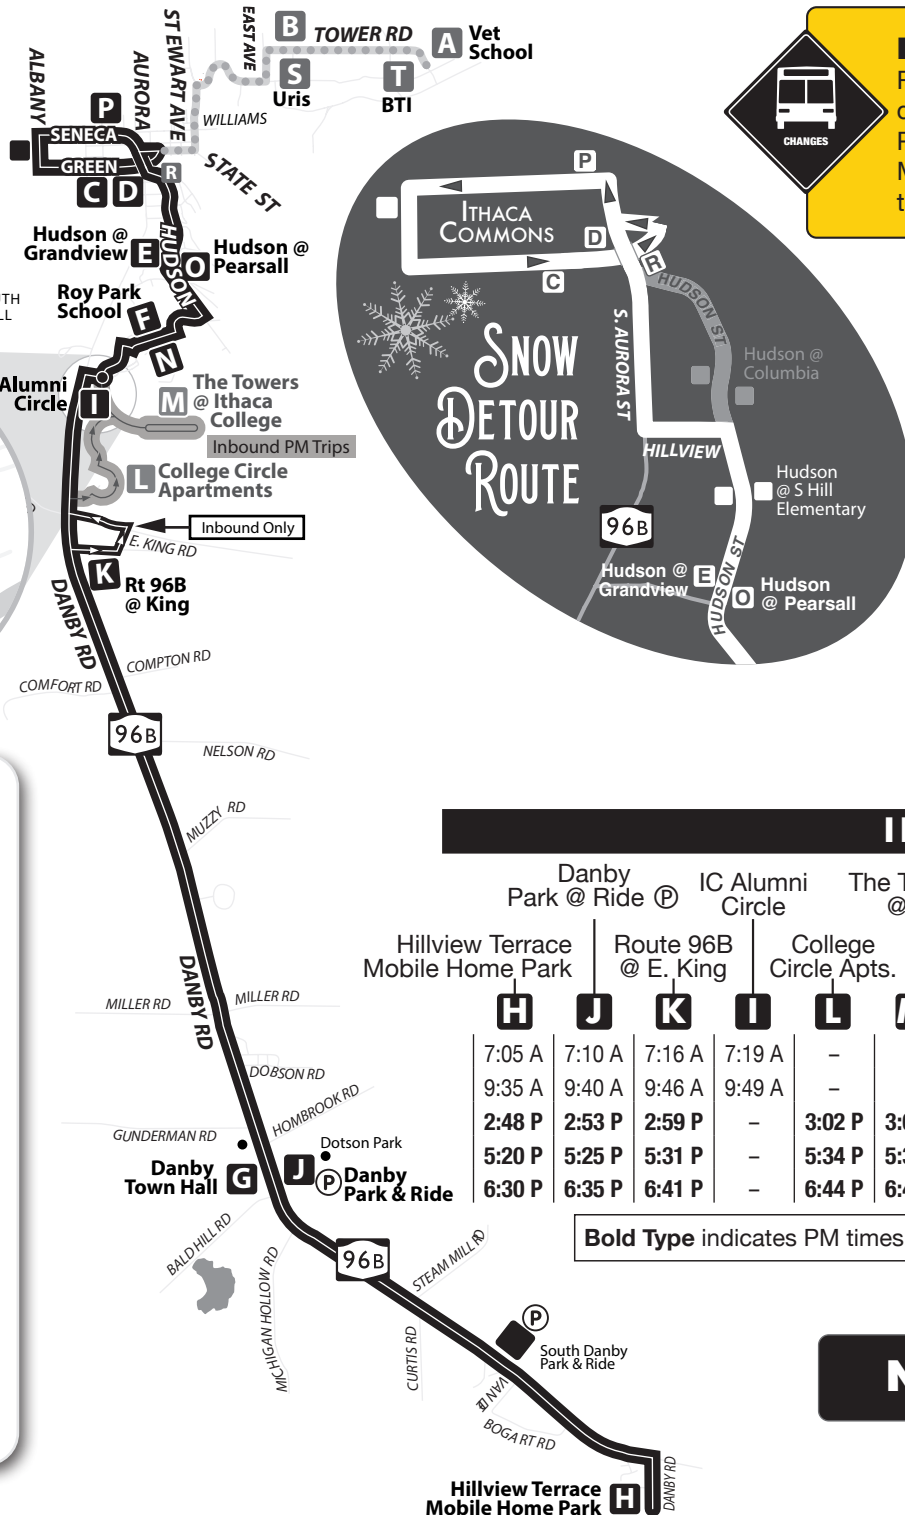 ALBANY
AURORA
STEWART AVE
EAST AVE
B
TOWER RD
A
Vet
School
S
Uris
T
BTI
WILLIAMS
P
SENECA
GREEN
C
D
R
STATE ST
Hudson @
Grandview
E
HUDSON
O
Hudson @
Pearsall
Roy Park
School
F
N
Alumni
Circle
I
M
The Towers
@ Ithaca
College
Inbound PM Trips
L
College Circle
Apartments
Inbound Only
E. KING RD
K
Rt 96B
@ King
DANBY RD
COMPTON RD
COMFORT RD
96B
NELSON RD
MUZZY RD
DANBY RD
MILLER RD
MILLER RD
DOBSON RD
HOMBROOK RD
GUNDERMAN RD
Dotson Park
Danby
Town Hall
G
J
P
Danby
Park & Ride
BALD HILL RD
MICHIGAN HOLLOW RD
96B
STEAM MILL RD
CURTIS RD
P
South Danby
Park & Ride
BOGART RD
DANBY RD
Hillview Terrace
Mobile Home Park
H
CHANGES
P
ITHACA
COMMONS
D
C
R
HUDSON ST
S. AURORA ST
SNOW
DETOUR
ROUTE
Hudson @
Columbia
HILLVIEW
Hudson
@ S Hill
Elementary
96B
Hudson @
Grandview
E
HUDSON ST
O
Hudson
@ Pearsall
Danby
Park @ Ride P
IC Alumni
Circle
Hillview Terrace
Mobile Home Park
Route 96B
@ E. King
College
Circle Apts.
The
@
H J K I L
7:05 A 7:10 A 7:16 A 7:19 A –
9:35 A 9:40 A 9:46 A 9:49 A –
2:48 P 2:53 P 2:59 P – 3:02 P
5:20 P 5:25 P 5:31 P – 5:34 P
6:30 P 6:35 P 6:41 P – 6:44 P
Bold Type indicates PM times